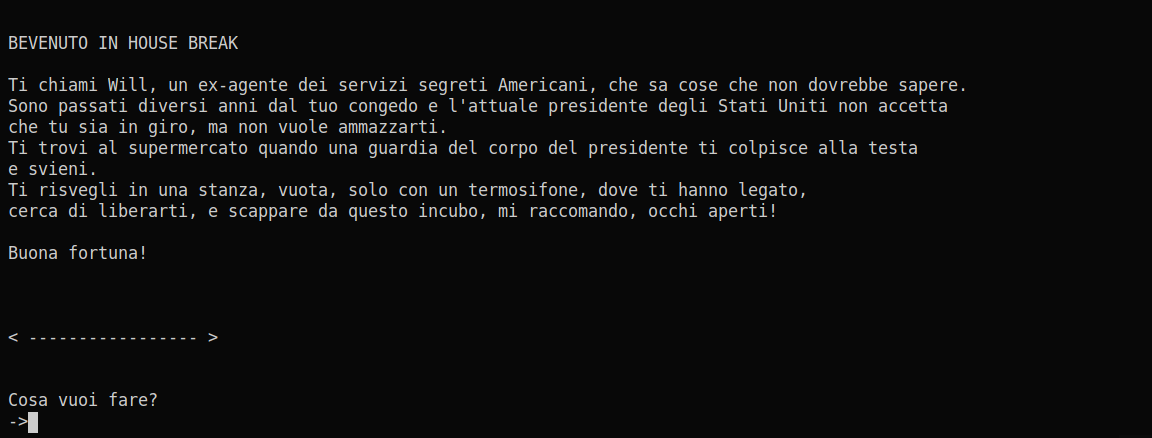 BEVENUTO IN HOUSE BREAK
Ti chiami Will, un ex-agente dei servizi segreti Americani, che sa cose che non dovrebbe sapere.
Sono passati diversi anni dal tuo congedo e l'attuale presidente degli Stati Uniti non accetta
che tu sia in giro, ma non vuole ammazzarti.
Ti trovi al supermercato quando una guardia del corpo del presidente ti colpisce alla testa
e svieni.
Ti risvegli in una stanza, vuota, solo con un termosifone, dove ti hanno legato,
cerca di liberarti, e scappare da questo incubo, mi raccomando, occhi aperti!
Buona fortuna!
< ----------------- >
Cosa vuoi fare?
->